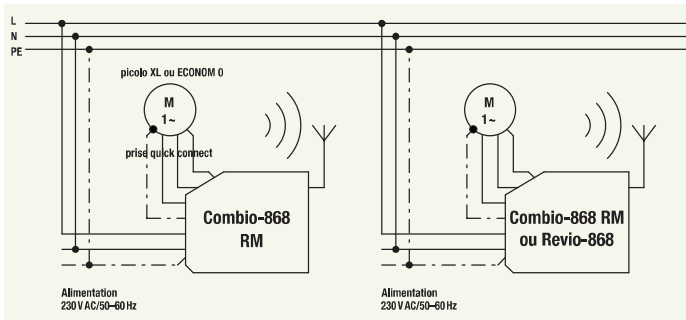 L
N
PE
picolo XL ou ECONOM 0
M
1~
prise quick connect
Combio-868
RM
Alimentation
230 V AC/50–60 Hz
M
1~
Combio-868 RM
ou Revio-868
Alimentation
230 V AC/50–60 Hz